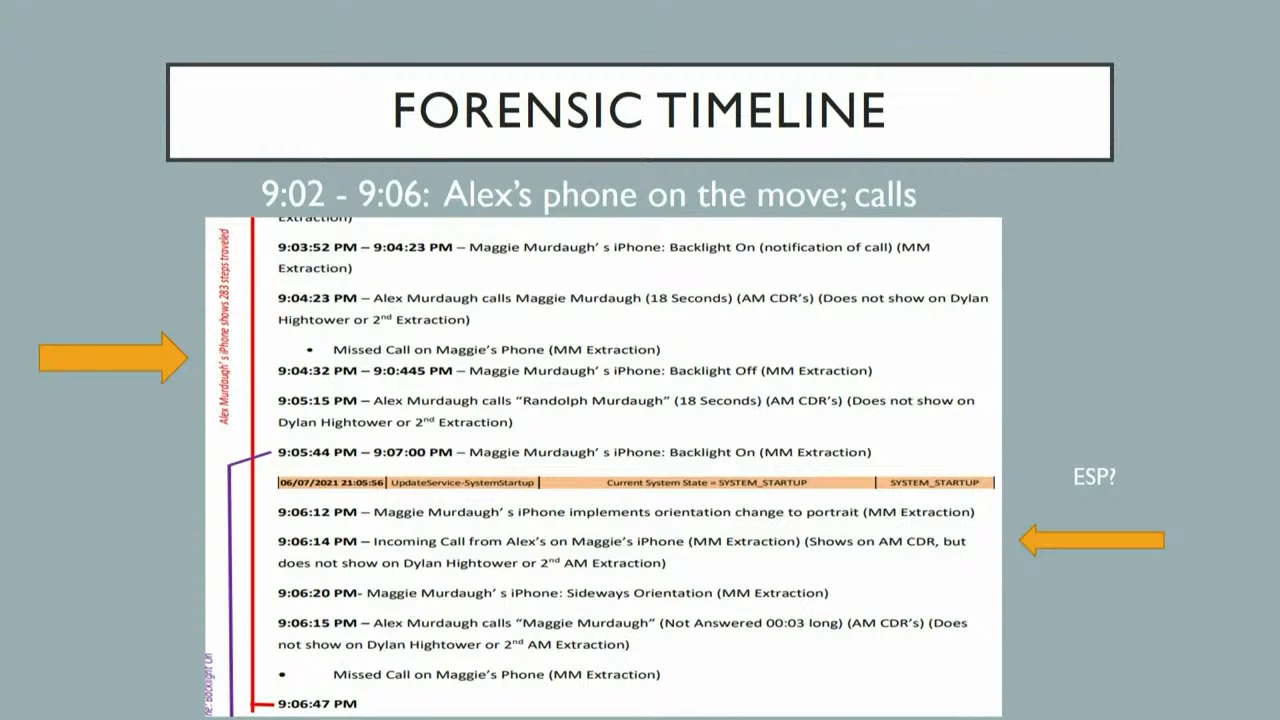 FORENSIC TIMELINE
9:02 - 9:06: Alex's phone on the move; calls
Extraction)
9:03:52 PM – 9:04:23 PM – Maggie Murdaugh' s iPhone: Backlight On (notification of call) (MM
Extraction)
9:04:23 PM – Alex Murdaugh calls Maggie Murdaugh (18 Seconds) (AM CDR's) (Does not show on Dylan
Hightower or 2nd Extraction)
• Missed Call on Maggie's Phone (MM Extraction)
9:04:32 PM – 9:0:445 PM – Maggie Murdaugh' s iPhone: Backlight Off (MM Extraction)
9:05:15 PM – Alex Murdaugh calls "Randolph Murdaugh" (18 Seconds) (AM CDR's) (Does not show on
Dylan Hightower or 2nd Extraction)
9:05:44 PM – 9:07:00 PM – Maggie Murdaugh' s iPhone: Backlight On (MM Extraction)
06/07/2021 21:05:56 UpdateService-SystemStartup Current System State = SYSTEM_STARTUP SYSTEM_STARTUP
9:06:12 PM – Maggie Murdaugh' s iPhone implements orientation change to portrait (MM Extraction)
9:06:14 PM – Incoming Call from Alex's on Maggie's iPhone (MM Extraction) (Shows on AM CDR, but
does not show on Dylan Hightower or 2nd AM Extraction)
9:06:20 PM- Maggie Murdaugh' s iPhone: Sideways Orientation (MM Extraction)
9:06:15 PM – Alex Murdaugh calls "Maggie Murdaugh" (Not Answered 00:03 long) (AM CDR's) (Does
not show on Dylan Hightower or 2nd AM Extraction)
• Missed Call on Maggie's Phone (MM Extraction)
9:06:47 PM
Alex Murdaugh' s iPhone shows 283 steps traveled
ne: Backlight On
ESP?